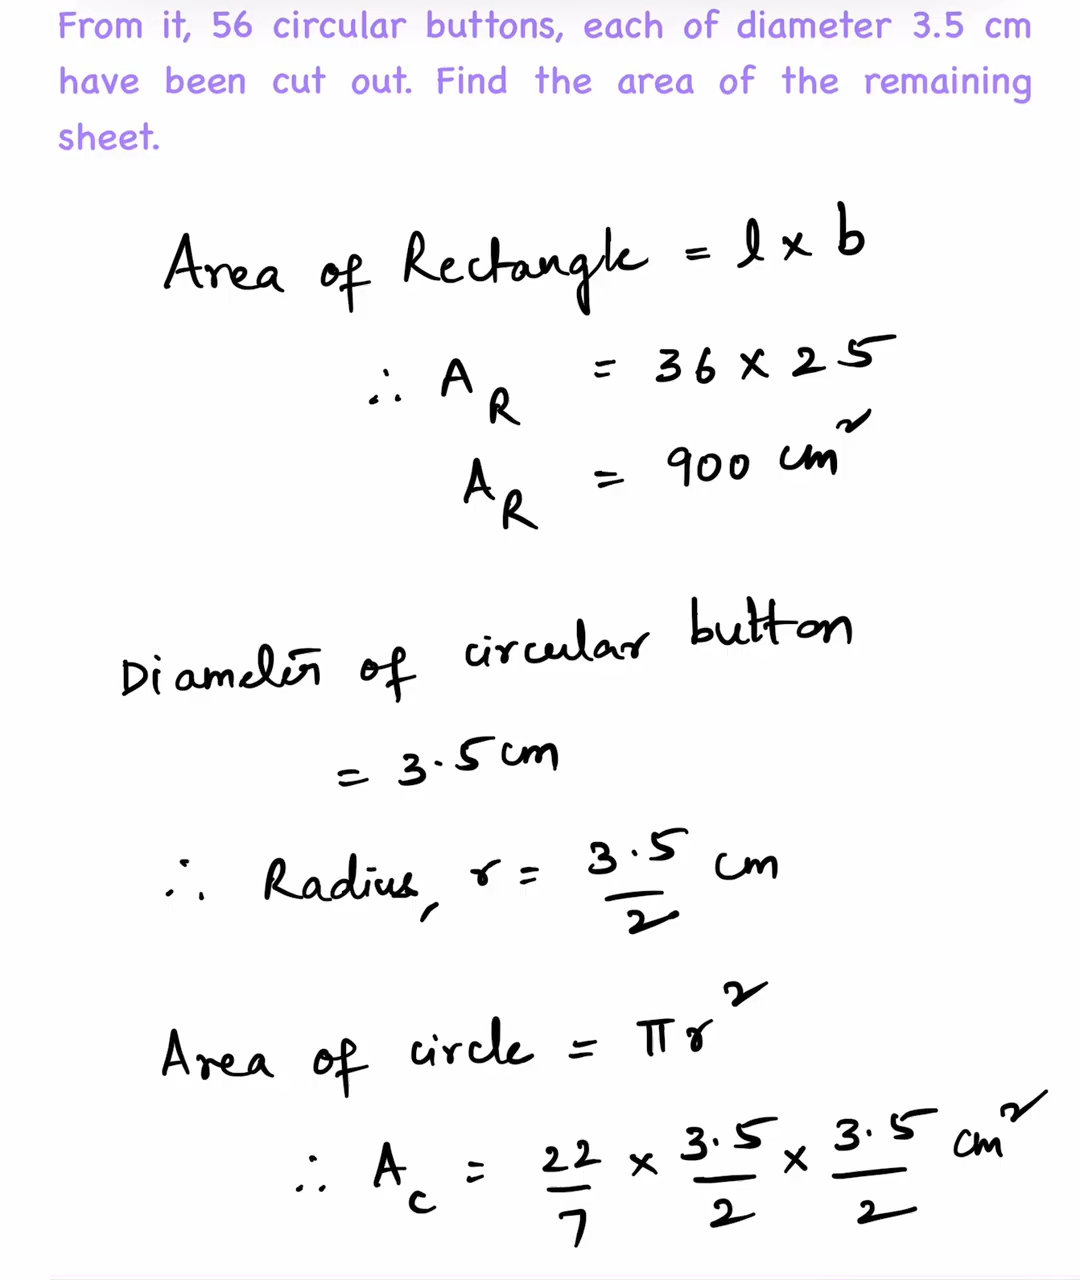 From it, 56 circular buttons, each of diameter 3.5 cm
have been cut out. Find the area of the remaining
sheet.
Area of Rectangle = l × b
∴ A_R = 36 × 25
A_R = 900 cm²
Diameter of circular button
= 3.5 cm
∴ Radius, r = 3.5/2 cm
Area of circle = πr²
∴ A_C = 22/7 × 3.5/2 × 3.5/2 cm²